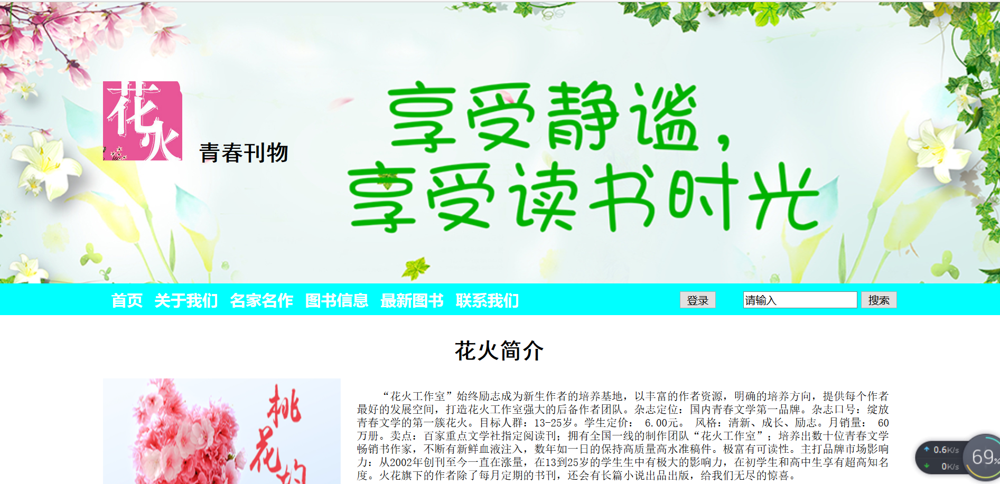 花火
青春刊物
享受静谧，
享受读书时光
首页 关于我们 名家名作 图书信息 最新图书 联系我们 登录 请输入 搜索
花火简介
桃花灼
“花火工作室”始终励志成为新生作者的培养基地，以丰富的作者资源，明确的培养方向，提供每个作者
最好的发展空间，打造花火工作室强大的后备作者团队。杂志定位：国内青春文学第一品牌。杂志口号：绽放
青春文学的第一簇花火。目标人群：13-25岁。学生定价： 6.00元。 风格：清新、成长、励志。月销量： 60
万册。卖点：百家重点文学社指定阅读刊；拥有全国一线的制作团队“花火工作室”；培养出数十位青春文学
畅销书作家，不断有新鲜血液注入，数年如一日的保持高质量高水准稿件。极富有可读性。主打品牌市场影响
力：从2002年创刊至今一直在涨量，在13到25岁的学生生中有极大的影响力，在初学生和高中生享有超高知名
度。火花旗下的作者除了每月定期的书刊，还会有长篇小说出品出版，给我们无尽的惊喜。
0.6K/s
0K/s
69%